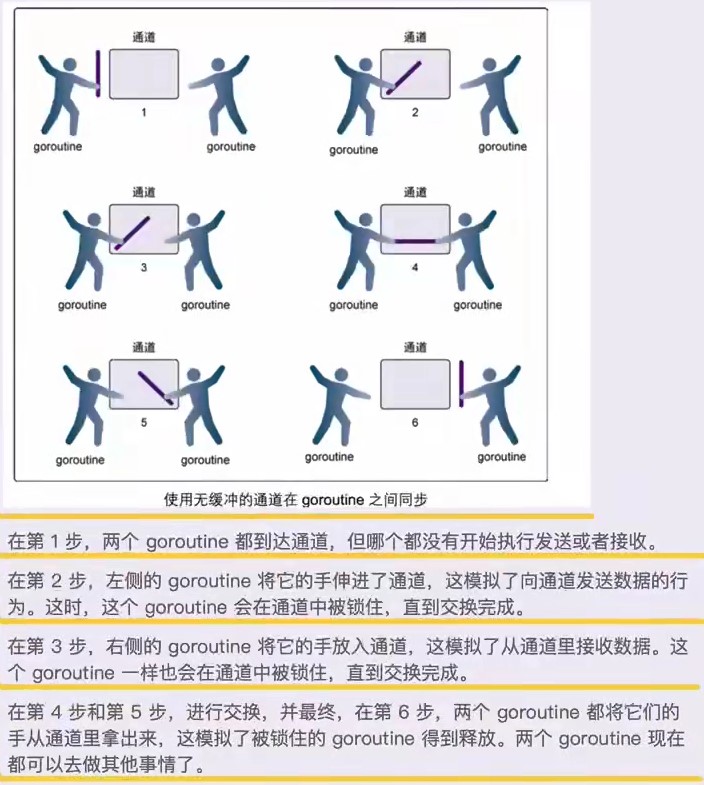 通道
通道
1
2
goroutine
goroutine
goroutine
goroutine
通道
通道
3
4
goroutine
goroutine
goroutine
goroutine
通道
通道
5
6
goroutine
goroutine
goroutine
goroutine
使用无缓冲的通道在 goroutine 之间同步
在第 1 步，两个 goroutine 都到达通道，但哪个都没有开始执行发送或者接收。
在第 2 步，左侧的 goroutine 将它的手伸进了通道，这模拟了向通道发送数据的行
为。这时，这个 goroutine 会在通道中被锁住，直到交换完成。
在第 3 步，右侧的 goroutine 将它的手放入通道，这模拟了从通道里接收数据。这
个 goroutine 一样也会在通道中被锁住，直到交换完成。
在第 4 步和第 5 步，进行交换，并最终，在第 6 步，两个 goroutine 都将它们的
手从通道里拿出来，这模拟了被锁住的 goroutine 得到释放。两个 goroutine 现在
都可以去做其他事情了。